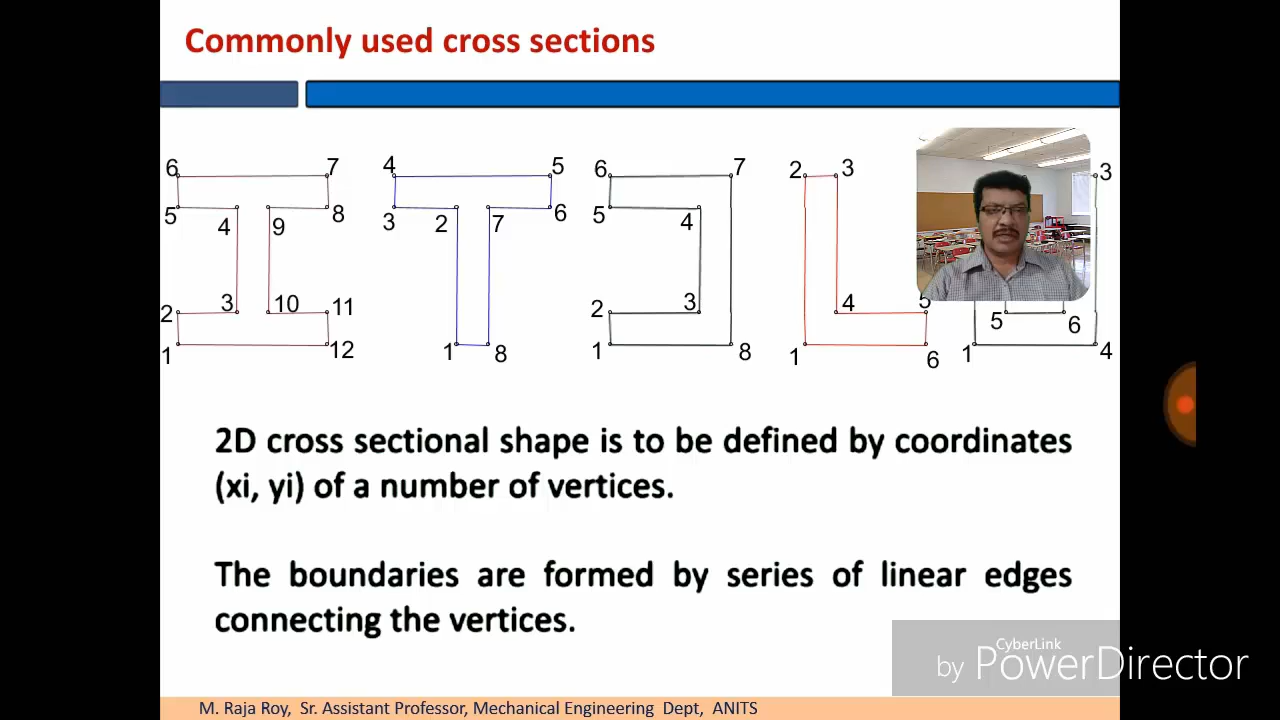 Commonly used cross sections
6 7 4 5 6 7 2 3 3
5 4 9 8 3 2 7 6 5 4
2 3 10 11 2 3 4 5 5 6
1 12 1 8 1 8 1 6 1 4
2D cross sectional shape is to be defined by coordinates
(xi, yi) of a number of vertices.
The boundaries are formed by series of linear edges
connecting the vertices.
CyberLink
by PowerDirector
M. Raja Roy, Sr. Assistant Professor, Mechanical Engineering Dept, ANITS